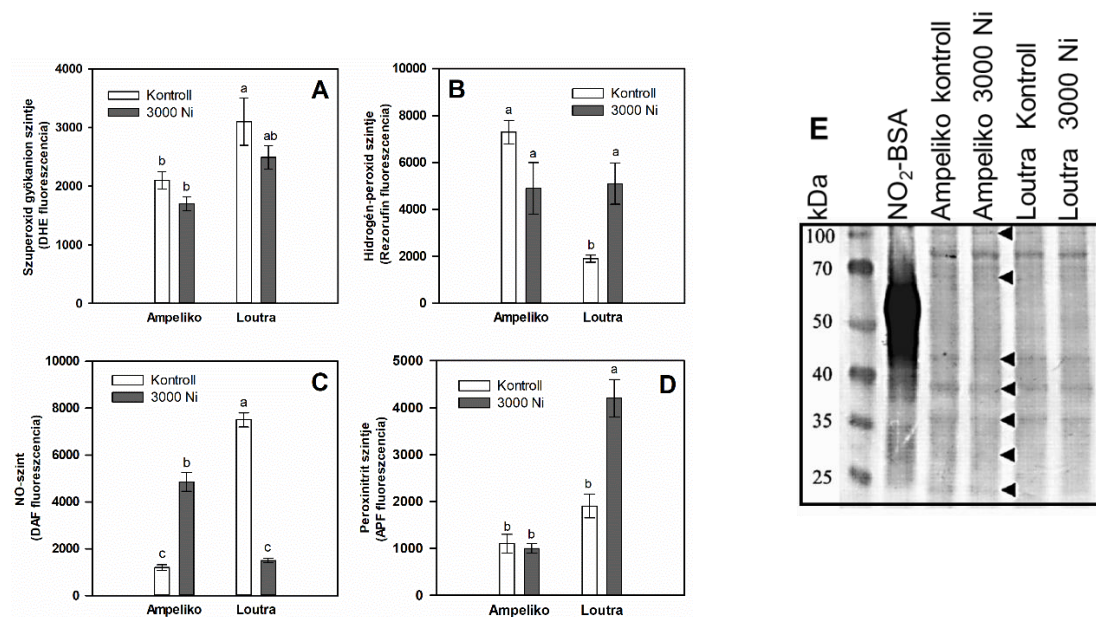 4000
3000
2000
1000
0
Szuperoxid gyökanion szintje
(DHE fluoreszcencia)
Kontroll
3000 Ni
A
b
b
a
ab
Ampeliko
Loutra
10000
8000
6000
4000
2000
0
Hidrogén-peroxid szintje
(Rezorufin fluoreszcencia)
B
Kontroll
3000 Ni
a
a
b
a
Ampeliko
Loutra
10000
8000
6000
4000
2000
0
NO-szint
(DAF fluoreszcencia)
Kontroll
3000 Ni
C
c
b
a
c
Ampeliko
Loutra
5000
4000
3000
2000
1000
0
Peroxinitrit szintje
(APF fluoreszcencia)
Kontroll
3000 Ni
D
b
b
b
a
Ampeliko
Loutra
E
kDa
NO₂-BSA
Ampeliko kontroll
Ampeliko 3000 Ni
Loutra Kontroll
Loutra 3000 Ni
100
70
50
40
35
25